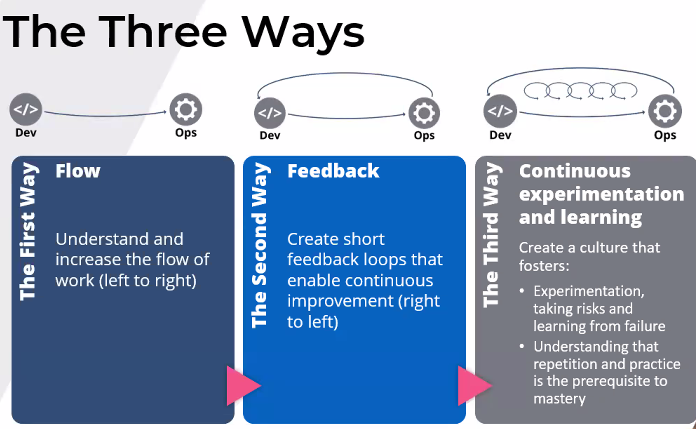 The Three Ways
</>
Dev
Ops
</>
Dev
Ops
</>
Dev
Ops
The First Way
Flow
Understand and
increase the flow of
work (left to right)
The Second Way
Feedback
Create short
feedback loops that
enable continuous
improvement (right
to left)
The Third Way
Continuous
experimentation
and learning
Create a culture that
fosters:
• Experimentation,
taking risks and
learning from failure
• Understanding that
repetition and practice
is the prerequisite to
mastery